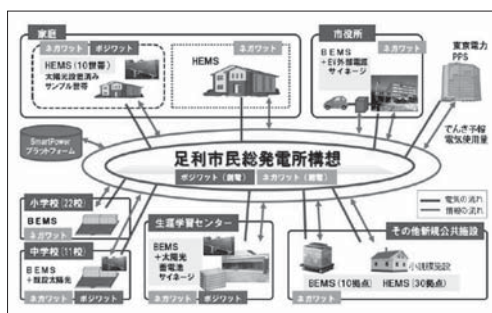 家庭
ネガワット ポジワット
HEMS(10世帯)
太陽光設置済み
サンプル世帯
ネガワット
HEMS
市役所
ネガワット
BEMS
+EV外部電源
サイネージ
東京電力
PPS
でんき予報
電気使用量
SmartPower
プラットフォーム
足利市民総発電所構想
ポジワット(創電) ネガワット(節電)
小学校(22校)
BEMS
ネガワット
中学校(11校)
BEMS
+既設太陽光
ネガワット ポジワット
生涯学習センター
BEMS
+太陽光
蓄電池
サイネージ
ネガワット ポジワット
電気の流れ
情報の流れ
その他新規公共施設
小規模施設
BEMS(10拠点) HEMS(30拠点)
ネガワット